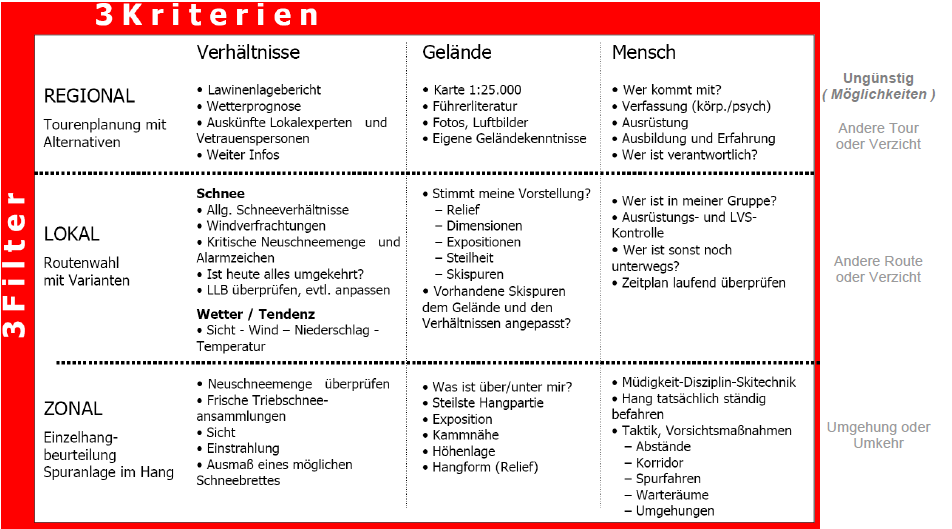 3Kriterien
3Filter
Verhältnisse
Gelände
Mensch
Ungünstig
( Möglichkeiten )
REGIONAL
Tourenplanung mit
Alternativen
• Lawinenlagebericht
• Wetterprognose
• Auskünfte Lokalexperten und
Vetrauenspersonen
• Weiter Infos
• Karte 1:25.000
• Führerliteratur
• Fotos, Luftbilder
• Eigene Geländekenntnisse
• Wer kommt mit?
• Verfassung (körp./psych)
• Ausrüstung
• Ausbildung und Erfahrung
• Wer ist verantwortlich?
Andere Tour
oder Verzicht
LOKAL
Routenwahl
mit Varianten
Schnee
• Allg. Schneeverhältnisse
• Windverfrachtungen
• Kritische Neuschneemenge und
Alarmzeichen
• Ist heute alles umgekehrt?
• LLB überprüfen, evtl. anpassen
Wetter / Tendenz
• Sicht - Wind – Niederschlag -
Temperatur
• Stimmt meine Vorstellung?
– Relief
– Dimensionen
– Expositionen
– Steilheit
– Skispuren
• Vorhandene Skispuren
dem Gelände und den
Verhältnissen angepasst?
• Wer ist in meiner Gruppe?
• Ausrüstungs- und LVS-
Kontrolle
• Wer ist sonst noch
unterwegs?
• Zeitplan laufend überprüfen
Andere Route
oder Verzicht
ZONAL
Einzelhang-
beurteilung
Spuranlage im Hang
• Neuschneemenge überprüfen
• Frische Triebschnee-
ansammlungen
• Sicht
• Einstrahlung
• Ausmaß eines möglichen
Schneebrettes
• Was ist über/unter mir?
• Steilste Hangpartie
• Exposition
• Kammnähe
• Höhenlage
• Hangform (Relief)
• Müdigkeit-Disziplin-Skitechnik
• Hang tatsächlich ständig
befahren
• Taktik, Vorsichtsmaßnahmen
– Abstände
– Korridor
– Spurfahren
– Warteräume
– Umgehungen
Umgehung oder
Umkehr